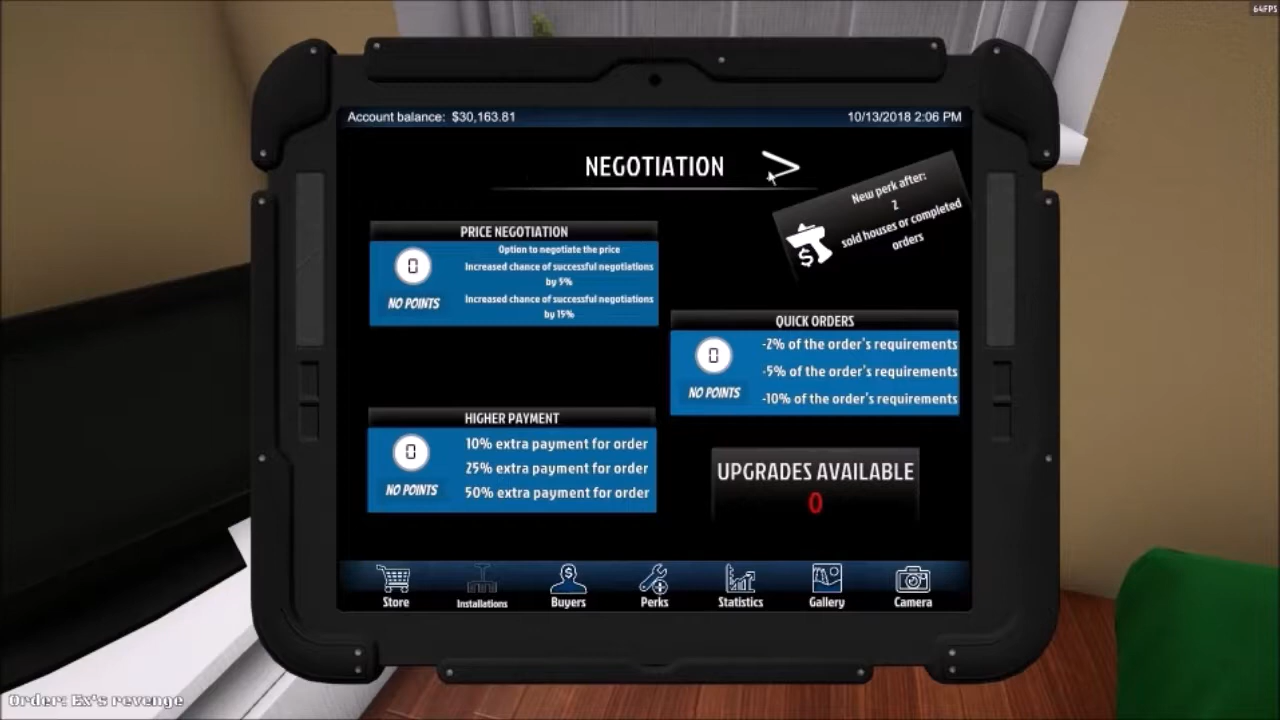 64FPS
Account balance: $30,163.81
10/13/2018 2:06 PM
NEGOTIATION
>
New perk after:
2
sold houses or completed
orders
$
PRICE NEGOTIATION
0
NO POINTS
Option to negotiate the price
Increased chance of successful negotiations
by 5%
Increased chance of successful negotiations
by 15%
QUICK ORDERS
0
NO POINTS
-2% of the order's requirements
-5% of the order's requirements
-10% of the order's requirements
HIGHER PAYMENT
0
NO POINTS
10% extra payment for order
25% extra payment for order
50% extra payment for order
UPGRADES AVAILABLE
0
Store
Installations
Buyers
Perks
Statistics
Gallery
Camera
Order: Ex's revenge